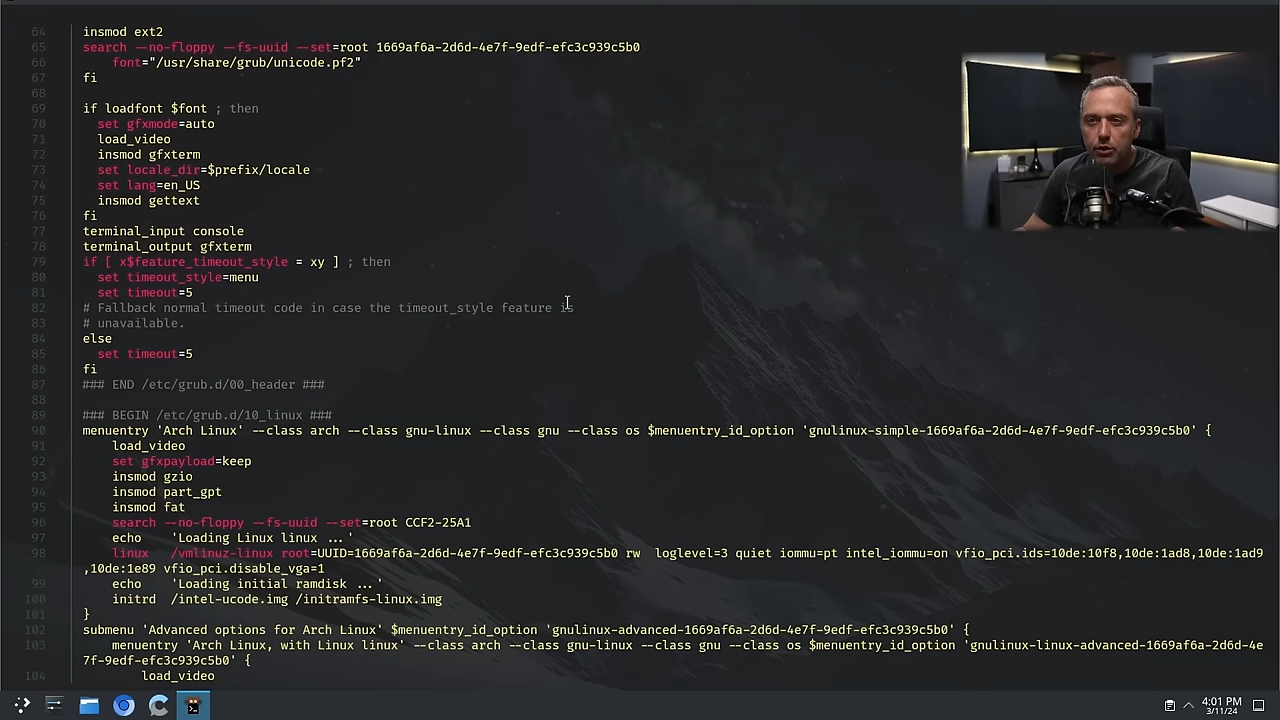 64 insmod ext2
65 search --no-floppy --fs-uuid --set=root 1669af6a-2d6d-4e7f-9edf-efc3c939c5b0
66 font="/usr/share/grub/unicode.pf2"
67 fi
68
69 if loadfont $font ; then
70 set gfxmode=auto
71 load_video
72 insmod gfxterm
73 set locale_dir=$prefix/locale
74 set lang=en_US
75 insmod gettext
76 fi
77 terminal_input console
78 terminal_output gfxterm
79 if [ x$feature_timeout_style = xy ] ; then
80 set timeout_style=menu
81 set timeout=5
82 # Fallback normal timeout code in case the timeout_style feature is
83 # unavailable.
84 else
85 set timeout=5
86 fi
87 ### END /etc/grub.d/00_header ###
88
89 ### BEGIN /etc/grub.d/10_linux ###
90 menuentry 'Arch Linux' --class arch --class gnu-linux --class gnu --class os $menuentry_id_option 'gnulinux-simple-1669af6a-2d6d-4e7f-9edf-efc3c939c5b0' {
91 load_video
92 set gfxpayload=keep
93 insmod gzio
94 insmod part_gpt
95 insmod fat
96 search --no-floppy --fs-uuid --set=root CCF2-25A1
97 echo 'Loading Linux linux ...'
98 linux /vmlinuz-linux root=UUID=1669af6a-2d6d-4e7f-9edf-efc3c939c5b0 rw loglevel=3 quiet iommu=pt intel_iommu=on vfio_pci.ids=10de:10f8,10de:1ad8,10de:1ad9
,10de:1e89 vfio_pci.disable_vga=1
99 echo 'Loading initial ramdisk ...'
100 initrd /intel-ucode.img /initramfs-linux.img
101 }
102 submenu 'Advanced options for Arch Linux' $menuentry_id_option 'gnulinux-advanced-1669af6a-2d6d-4e7f-9edf-efc3c939c5b0' {
103 menuentry 'Arch Linux, with Linux linux' --class arch --class gnu-linux --class gnu --class os $menuentry_id_option 'gnulinux-linux-advanced-1669af6a-2d6d-4e
7f-9edf-efc3c939c5b0' {
104 load_video
4:01 PM
3/11/24